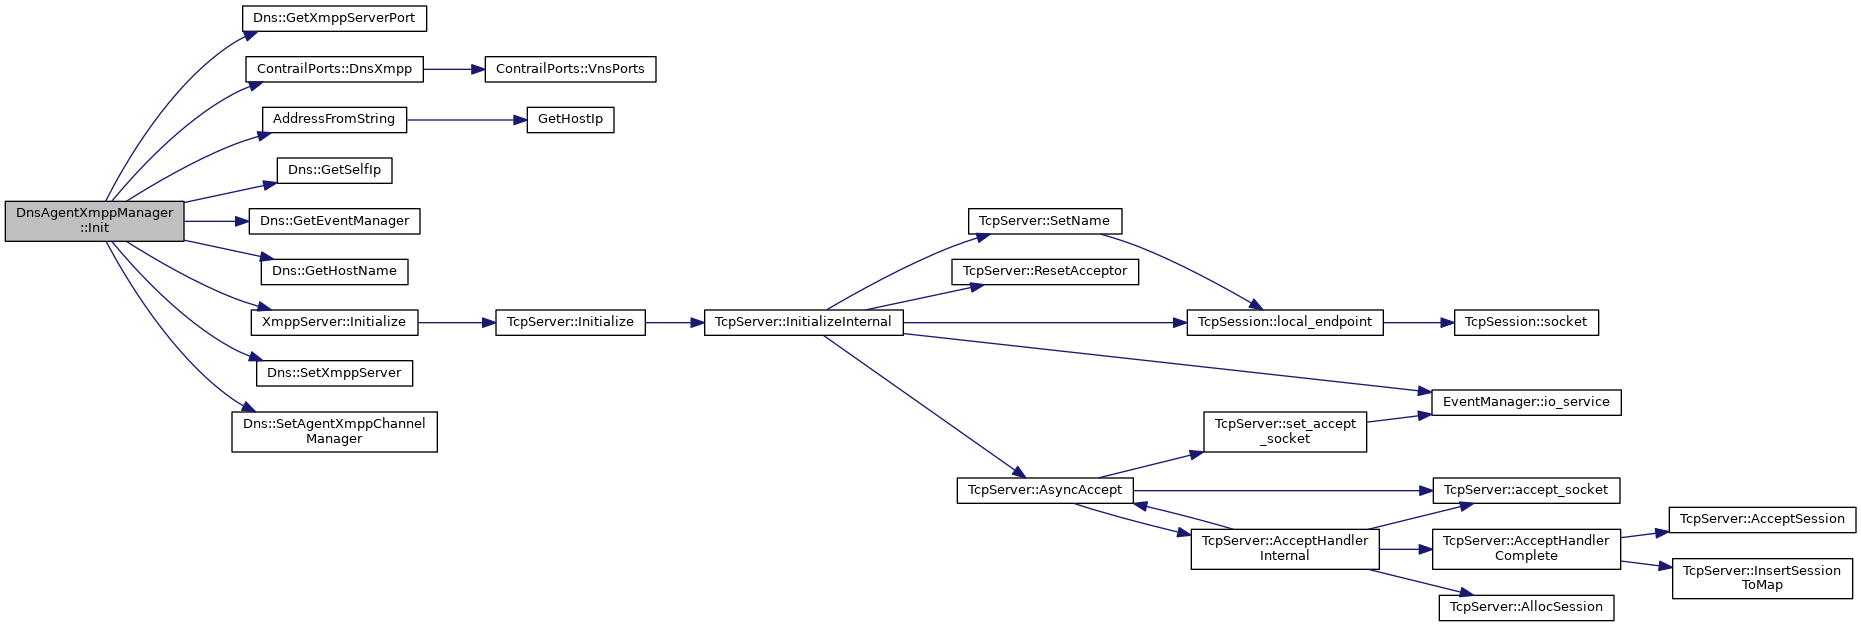 Dns::GetXmppServerPort
ContrailPorts::DnsXmpp
ContrailPorts::VnsPorts
AddressFromString
GetHostIp
Dns::GetSelfIp
DnsAgentXmppManager
::Init
Dns::GetEventManager
Dns::GetHostName
XmppServer::Initialize
TcpServer::Initialize
TcpServer::InitializeInternal
Dns::SetXmppServer
Dns::SetAgentXmppChannel
Manager
TcpServer::SetName
TcpServer::ResetAcceptor
TcpSession::local_endpoint
TcpSession::socket
EventManager::io_service
TcpServer::set_accept
_socket
TcpServer::AsyncAccept
TcpServer::accept_socket
TcpServer::AcceptHandler
Internal
TcpServer::AcceptHandler
Complete
TcpServer::AcceptSession
TcpServer::InsertSession
ToMap
TcpServer::AllocSession